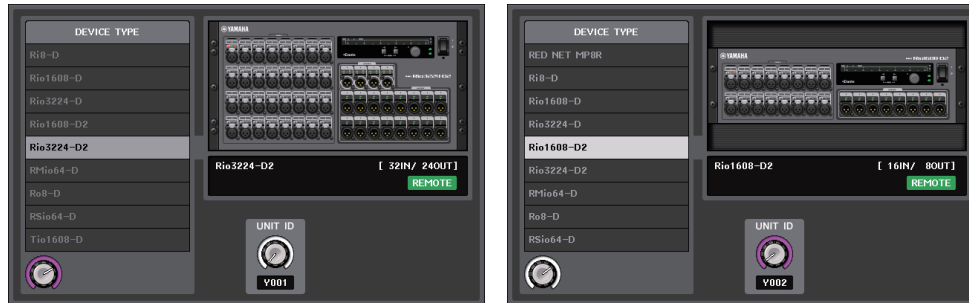 DEVICE TYPE
Ri8-D
Rio1608-D
Rio3224-D
Rio1608-D2
Rio3224-D2
RMio64-D
Ro8-D
RSio64-D
Tio1608-D
YAMAHA
Rio3224-D2 [ 32IN/ 24OUT]
REMOTE
UNIT ID
Y001
DEVICE TYPE
RED NET MP8R
Ri8-D
Rio1608-D
Rio3224-D
Rio1608-D2
Rio3224-D2
RMio64-D
Ro8-D
RSio64-D
YAMAHA
Rio1608-D2 [ 16IN/ 8OUT]
REMOTE
UNIT ID
Y002